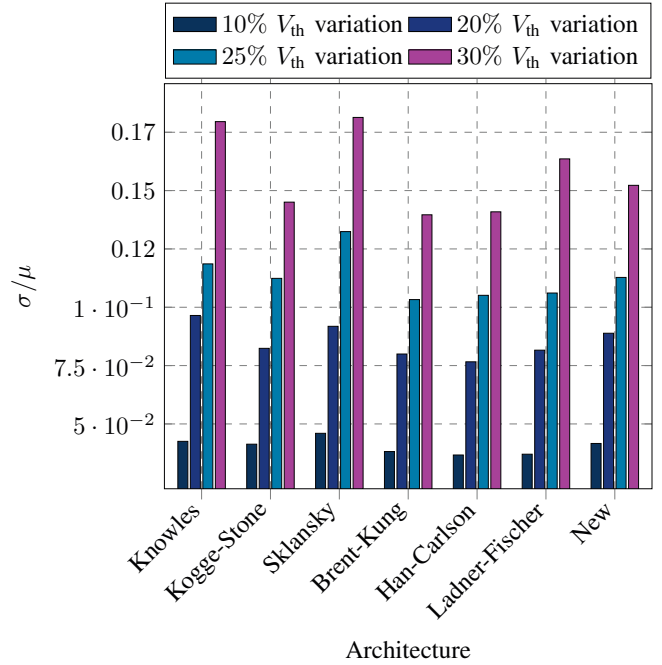 10% V_th variation 20% V_th variation
25% V_th variation 30% V_th variation
0.17
0.15
0.12
1 · 10^−1
7.5 · 10^−2
5 · 10^−2
σ/μ
Knowles
Kogge-Stone
Sklansky
Brent-Kung
Han-Carlson
Ladner-Fischer
New
Architecture